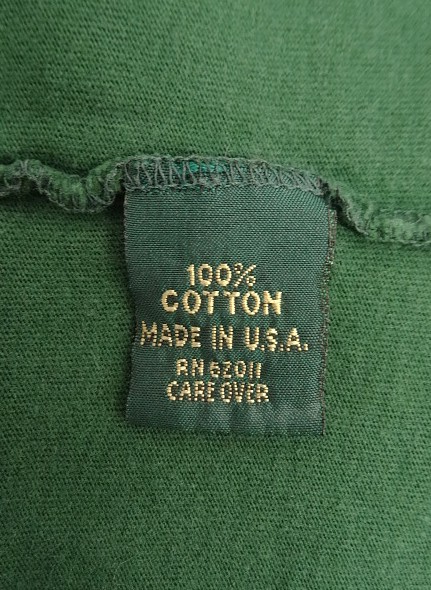 100%
COTTON
MADE IN U.S.A.
RN 62011
CARE OVER